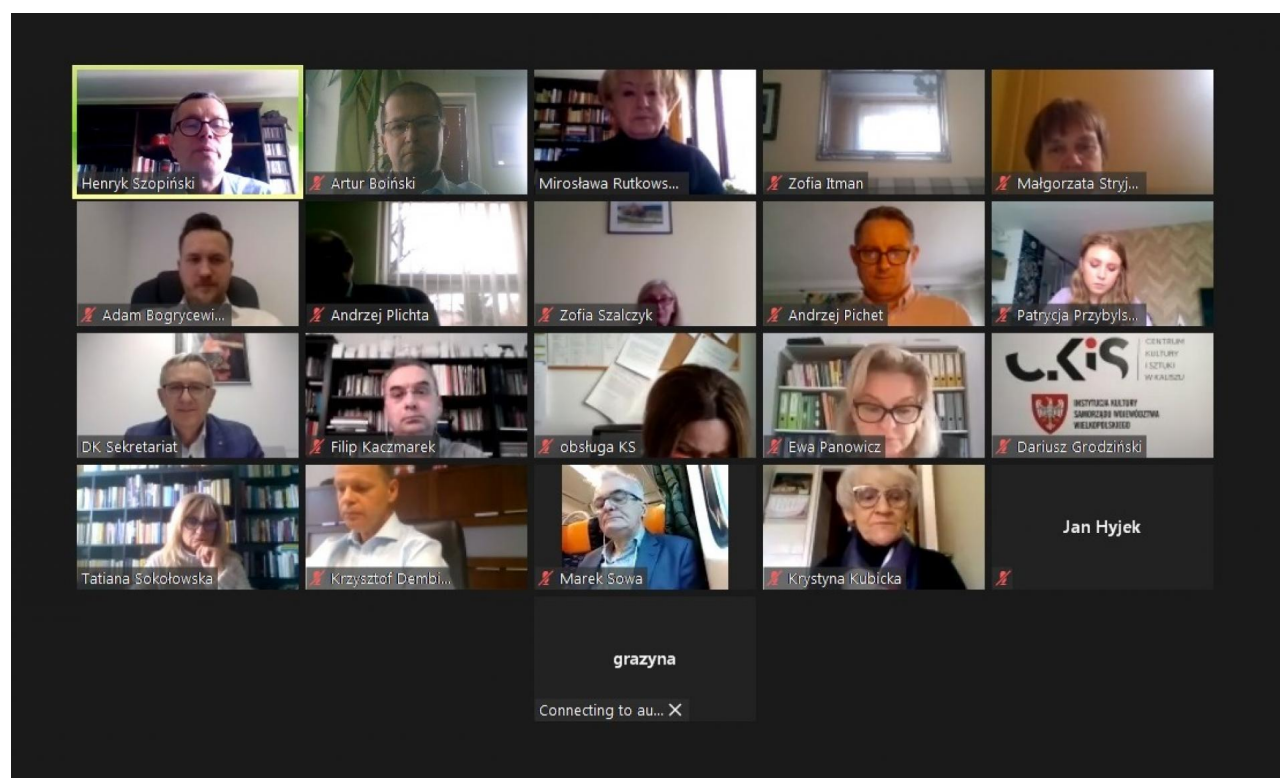 Henryk Szopiński
Artur Boiński
Mirosława Rutkows...
Zofia Itman
Małgorzata Stryj...
Adam Bogrycewi...
Andrzej Plichta
Zofia Szalczyk
Andrzej Pichet
Patrycja Przybyls...
DK Sekretariat
Filip Kaczmarek
obsługa KS
Ewa Panowicz
CKiS
CENTRUM
KULTURY
I SZTUKI
W KALISZU
INSTYTUCJA KULTURY
SAMORZĄDU WOJEWÓDZTWA
WIELKOPOLSKIEGO
Dariusz Grodziński
Tatiana Sokołowska
Krzysztof Dembi...
Marek Sowa
Krystyna Kubicka
Jan Hyjek
grazyna
Connecting to au...